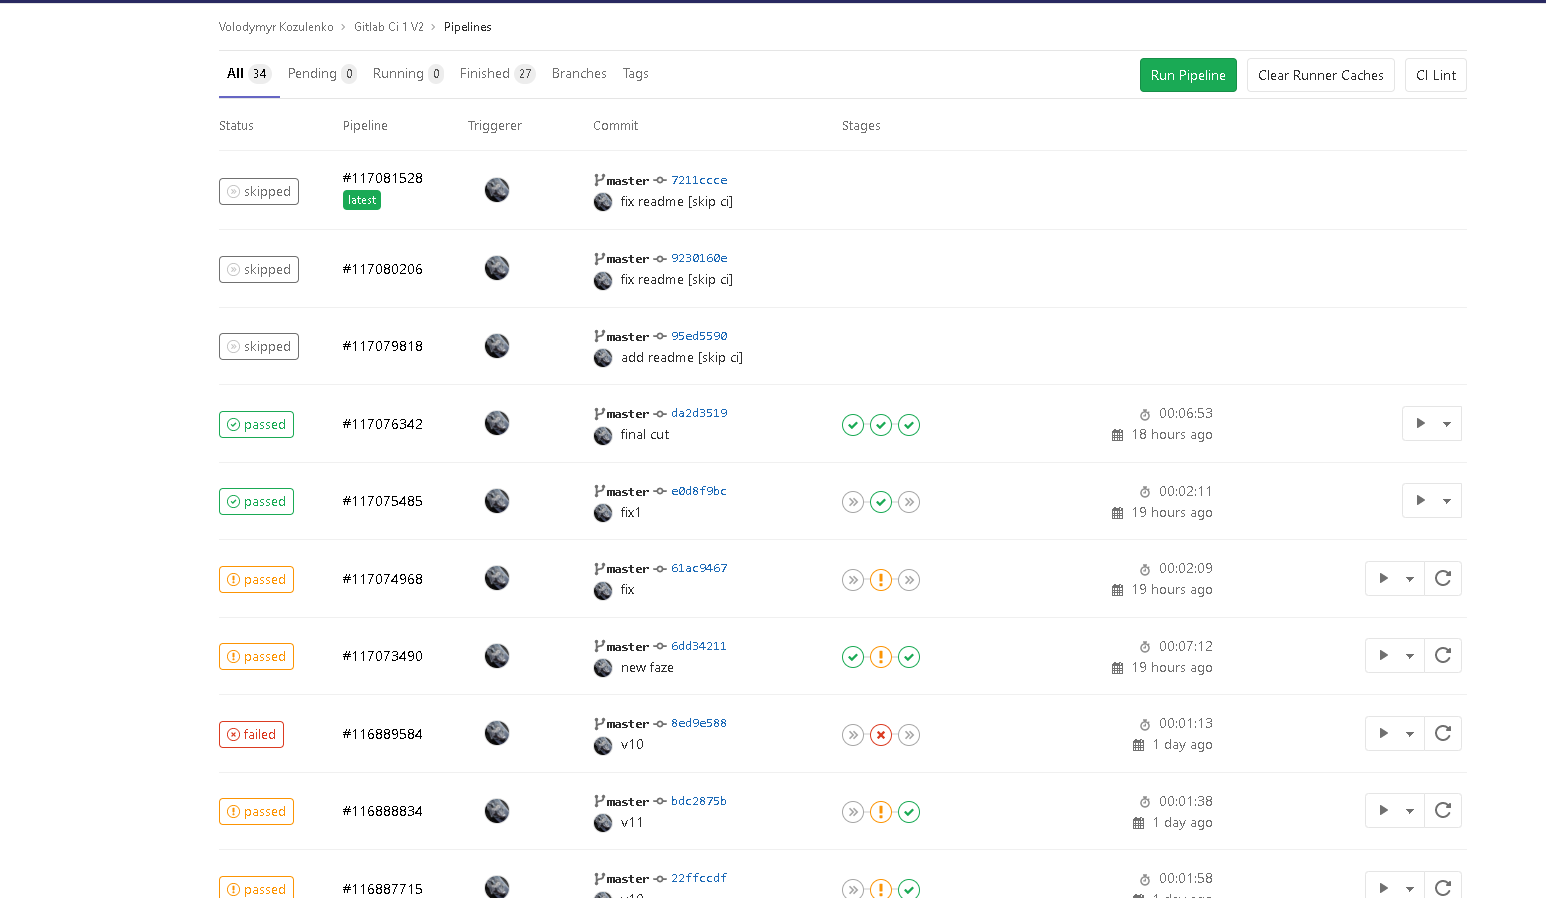 Volodymyr Kozulenko > Gitlab Ci 1 V2 > Pipelines
All 34 Pending 0 Running 0 Finished 27 Branches Tags Run Pipeline Clear Runner Caches CI Lint
Status Pipeline Triggerer Commit Stages
skipped #117081528 latest master 7211ccce
fix readme [skip ci]
skipped #117080206 master 9230160e
fix readme [skip ci]
skipped #117079818 master 95ed5590
add readme [skip ci]
passed #117076342 master da2d3519 00:06:53
final cut 18 hours ago
passed #117075485 master e0d8f9bc 00:02:11
fix1 19 hours ago
passed #117074968 master 61ac9467 00:02:09
fix 19 hours ago
passed #117073490 master 6dd34211 00:07:12
new faze 19 hours ago
failed #116889584 master 8ed9e588 00:01:13
v10 1 day ago
passed #116888834 master bdc2875b 00:01:38
v11 1 day ago
passed #116887715 master 22ffccdf 00:01:58